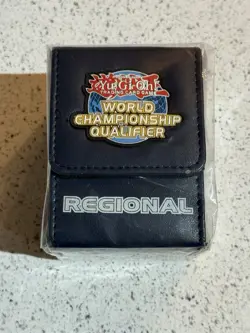 Yu-Gi-Oh!
TRADING CARD GAME
WORLD
CHAMPIONSHIP
QUALIFIER
REGIONAL